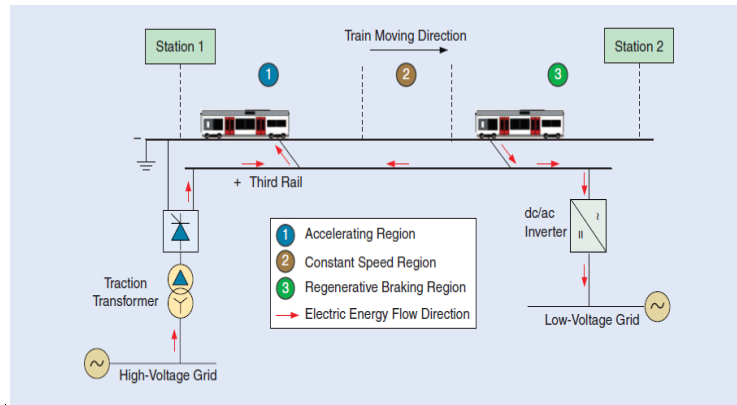 Station 1
Train Moving Direction
Station 2
1
2
3
−
+ Third Rail
dc/ac
Inverter
1 Accelerating Region
2 Constant Speed Region
3 Regenerative Braking Region
Electric Energy Flow Direction
Traction
Transformer
Low-Voltage Grid
High-Voltage Grid